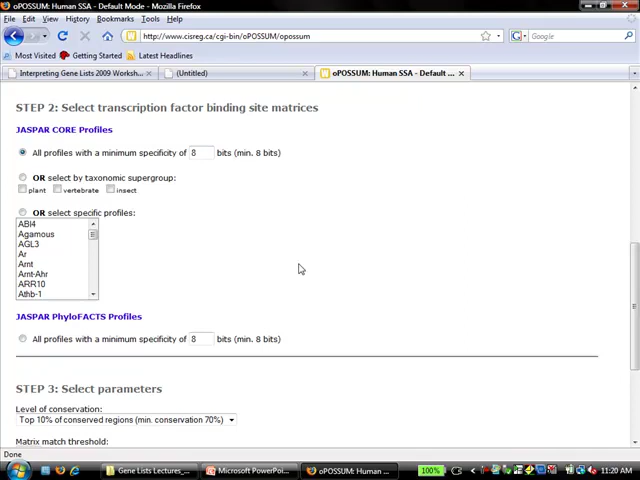 oPOSSUM: Human SSA - Default Mode - Mozilla Firefox
File Edit View History Bookmarks Tools Help
http://www.cisreg.ca/cgi-bin/oPOSSUM/opossum
Google
Most Visited Getting Started Latest Headlines
Interpreting Gene Lists 2009 Worksh... (Untitled) oPOSSUM: Human SSA - Default ...
STEP 2: Select transcription factor binding site matrices
JASPAR CORE Profiles
All profiles with a minimum specificity of 8 bits (min. 8 bits)
OR select by taxonomic supergroup:
plant vertebrate insect
OR select specific profiles:
ABI4
Agamous
AGL3
Ar
Arnt
Arnt-Ahr
ARR10
Athb-1
JASPAR PhyloFACTS Profiles
All profiles with a minimum specificity of 8 bits (min. 8 bits)
STEP 3: Select parameters
Level of conservation:
Top 10% of conserved regions (min. conservation 70%)
Matrix match threshold:
Done
Gene Lists Lectures_... Microsoft PowerPoi... oPOSSUM: Human ... 100% 11:20 AM